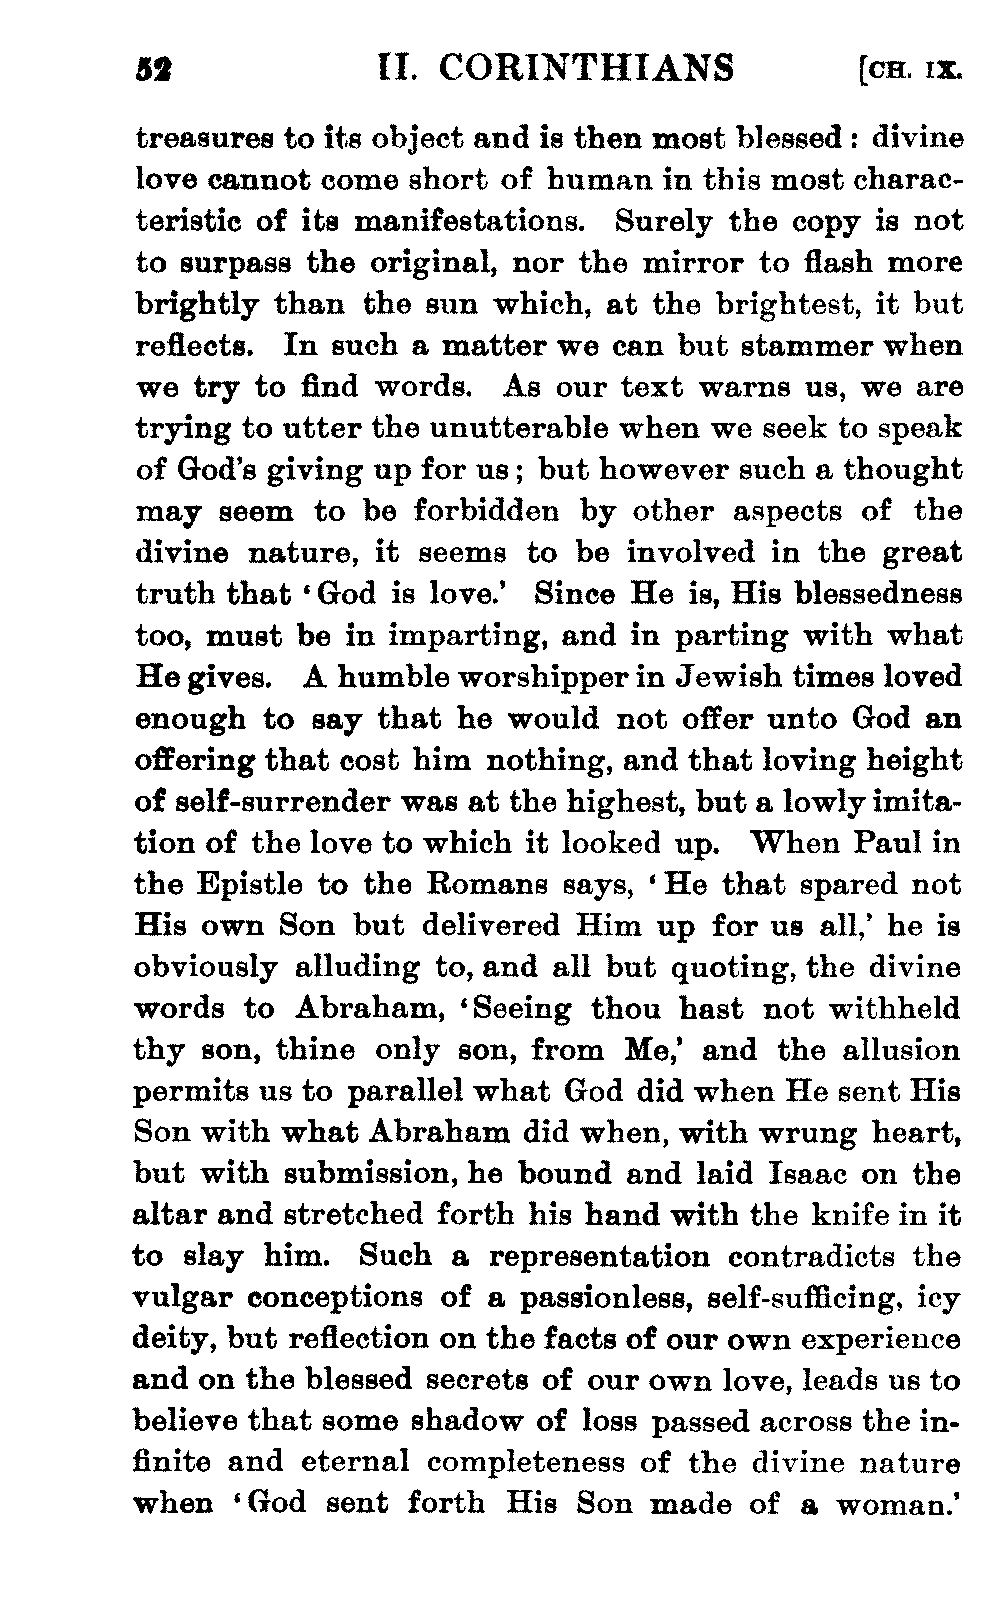 52 II. CORINTHIANS [CH. IX.
treasures to its object and is then most blessed : divine
love cannot come short of human in this most charac-
teristic of its manifestations. Surely the copy is not
to surpass the original, nor the mirror to flash more
brightly than the sun which, at the brightest, it but
reflects. In such a matter we can but stammer when
we try to find words. As our text warns us, we are
trying to utter the unutterable when we seek to speak
of God's giving up for us ; but however such a thought
may seem to be forbidden by other aspects of the
divine nature, it seems to be involved in the great
truth that ‘God is love.’ Since He is, His blessedness
too, must be in imparting, and in parting with what
He gives. A humble worshipper in Jewish times loved
enough to say that he would not offer unto God an
offering that cost him nothing, and that loving height
of self-surrender was at the highest, but a lowly imita-
tion of the love to which it looked up. When Paul in
the Epistle to the Romans says, ‘He that spared not
His own Son but delivered Him up for us all,’ he is
obviously alluding to, and all but quoting, the divine
words to Abraham, ‘Seeing thou hast not withheld
thy son, thine only son, from Me,’ and the allusion
permits us to parallel what God did when He sent His
Son with what Abraham did when, with wrung heart,
but with submission, he bound and laid Isaac on the
altar and stretched forth his hand with the knife in it
to slay him. Such a representation contradicts the
vulgar conceptions of a passionless, self-sufficing, icy
deity, but reflection on the facts of our own experience
and on the blessed secrets of our own love, leads us to
believe that some shadow of loss passed across the in-
finite and eternal completeness of the divine nature
when ‘God sent forth His Son made of a woman.’